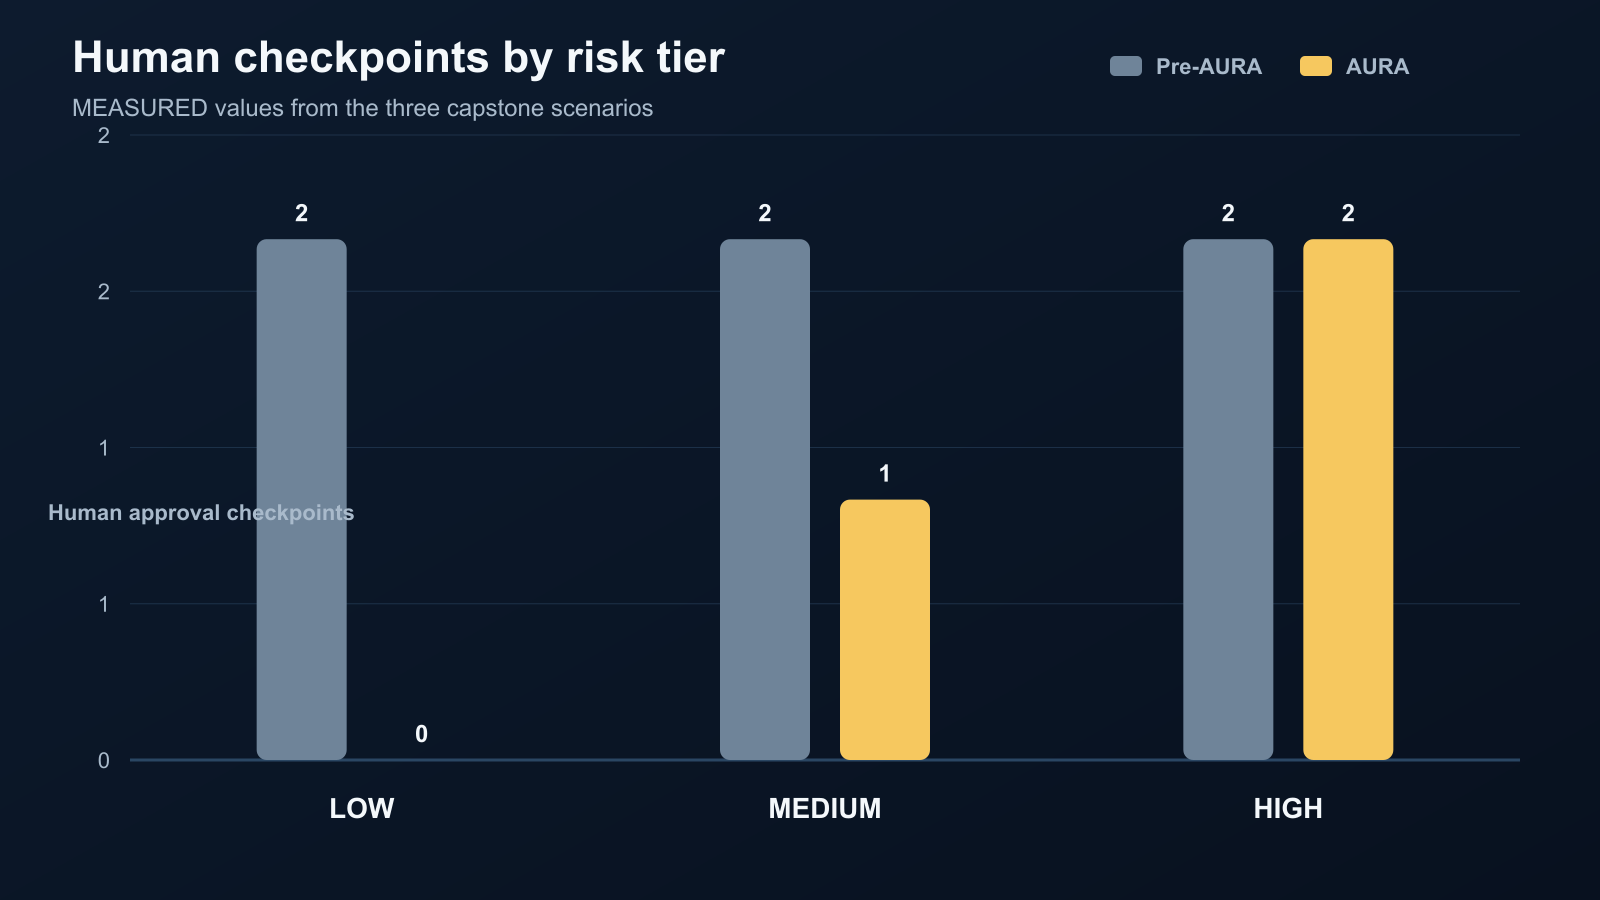 Human checkpoints by risk tier
MEASURED values from the three capstone scenarios
Pre-AURA
AURA
2
2
1
1
0
Human approval checkpoints
2
0
2
1
2
2
LOW
MEDIUM
HIGH